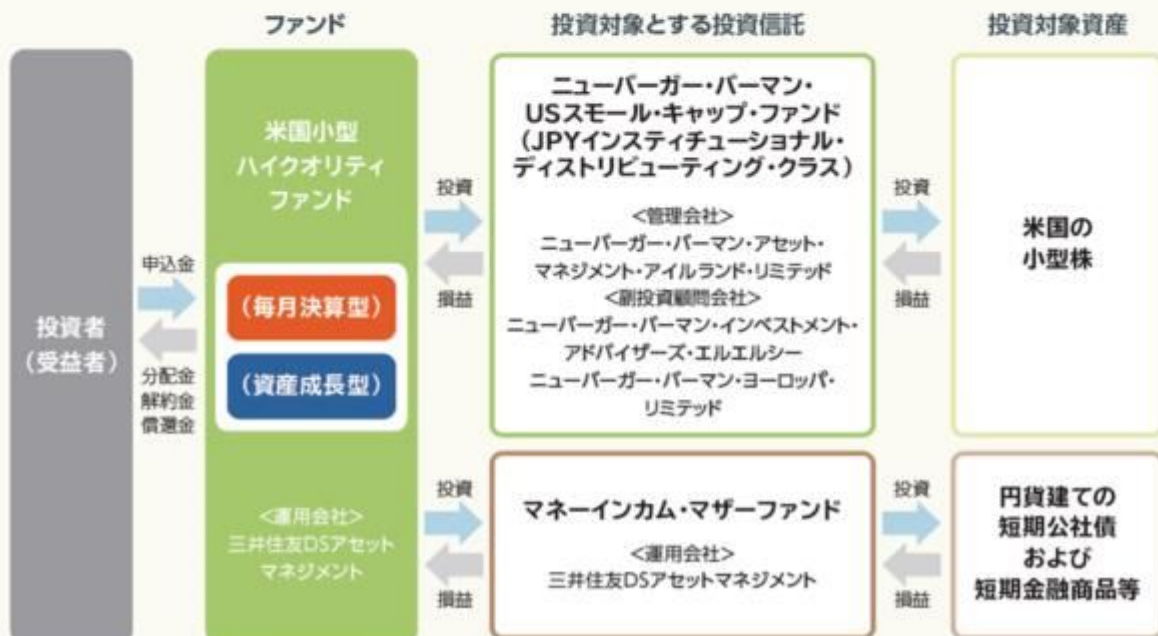 ファンド
投資対象とする投資信託
投資対象資産
投資者
(受益者)
申込金
分配金
解約金
償還金
米国小型
ハイクオリティ
ファンド
(毎月決算型)
(資産成長型)
<運用会社>
三井住友DSアセット
マネジメント
投資
損益
ニューバーガー・バーマン・
USスモール・キャップ・ファンド
(JPYインスティチューショナル・
ディストリビューティング・クラス)
<管理会社>
ニューバーガー・バーマン・アセット・
マネジメント・アイルランド・リミテッド
<副投資顧問会社>
ニューバーガー・バーマン・インベストメント・
アドバイザーズ・エルエルシー
ニューバーガー・バーマン・ヨーロッパ・
リミテッド
投資
損益
米国の
小型株
投資
損益
マネーインカム・マザーファンド
<運用会社>
三井住友DSアセットマネジメント
投資
損益
円貨建ての
短期公社債
および
短期金融商品等